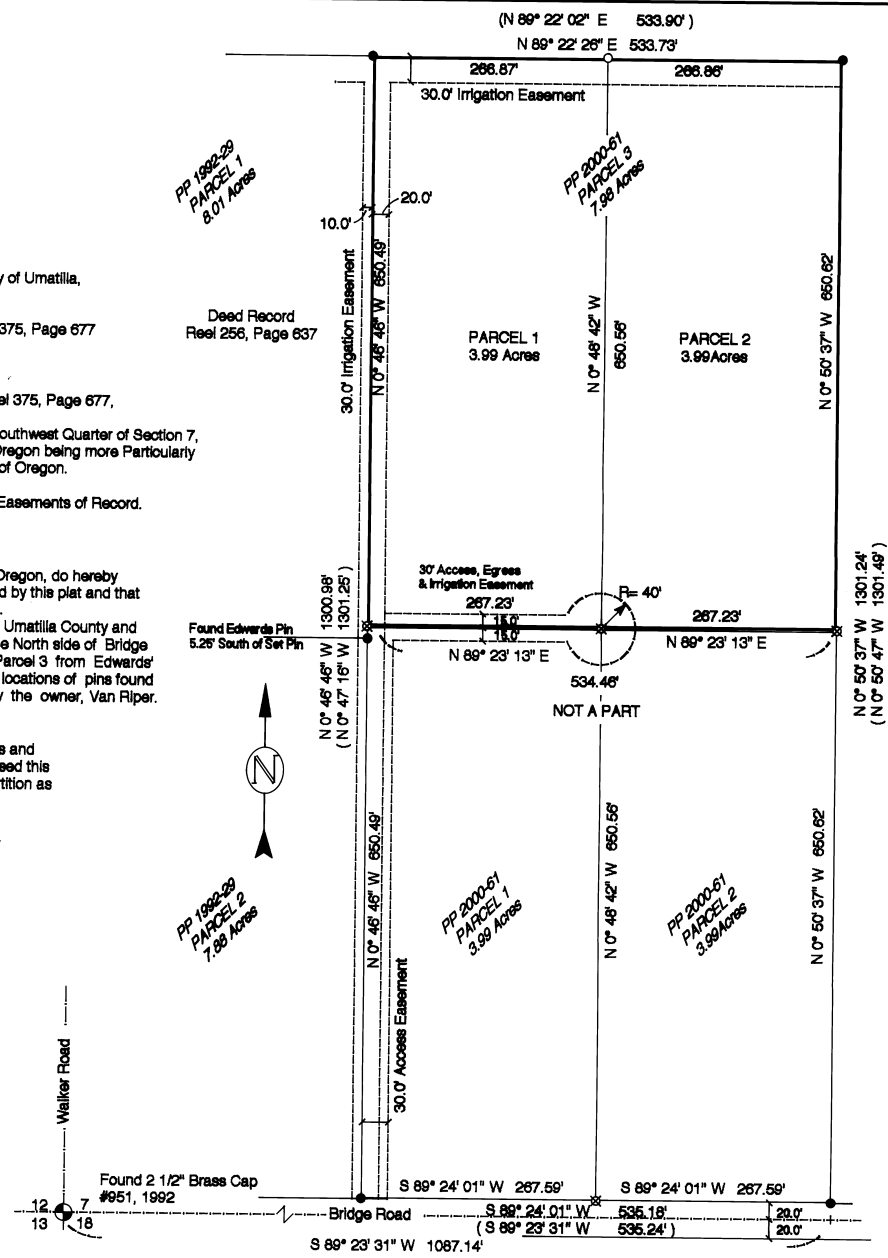 (N 89° 22' 02" E 533.90')
N 89° 22' 26" E 533.73'
266.87'
266.86'
30.0' Irrigation Easement
PP 1992-29
PARCEL 1
8.01 Acres
PP 2000-61
PARCEL 3
7.98 Acres
20.0'
10.0'
30.0' Irrigation Easement
N 0° 46' 46" W 650.49'
N 0° 48' 42" W
650.56'
N 0° 50' 37" W 650.62'
Deed Record
Reel 256, Page 637
PARCEL 1
3.99 Acres
PARCEL 2
3.99Acres
y of Umatilla,
375, Page 677
el 375, Page 677,
outhwest Quarter of Section 7,
Oregon being more Particularly
of Oregon.
Easements of Record.
Oregon, do hereby
d by this plat and that
Umatilla County and
e North side of Bridge
Parcel 3 from Edwards'
locations of pins found
y the owner, Van Riper.
s and
sed this
tition as
30' Access, Egress
& Irrigation Easement
R= 40'
267.23'
267.23'
15.0'
15.0'
N 89° 23' 13" E
N 89° 23' 13" E
534.46'
NOT A PART
Found Edwards Pin
5.25' South of Set Pin
N 0° 46' 46" W 1300.98'
( N 0° 47' 16" W 1301.25' )
N 0° 50' 37" W 1301.24'
( N 0° 50' 47" W 1301.49' )
N
N 0° 46' 46" W 650.49'
N 0° 48' 42" W 650.56'
N 0° 50' 37" W 650.62'
PP 1992-29
PARCEL 2
7.88 Acres
PP 2000-61
PARCEL 1
3.99 Acres
PP 2000-61
PARCEL 2
3.99Acres
30.0' Access Easement
Walker Road
Found 2 1/2" Brass Cap
#951, 1992
12 7
13 18
S 89° 24' 01" W 267.59'
S 89° 24' 01" W 267.59'
Bridge Road
S 89° 24' 01" W 535.18'
20.0'
( S 89° 23' 31" W 535.24' )
20.0'
S 89° 23' 31" W 1087.14'